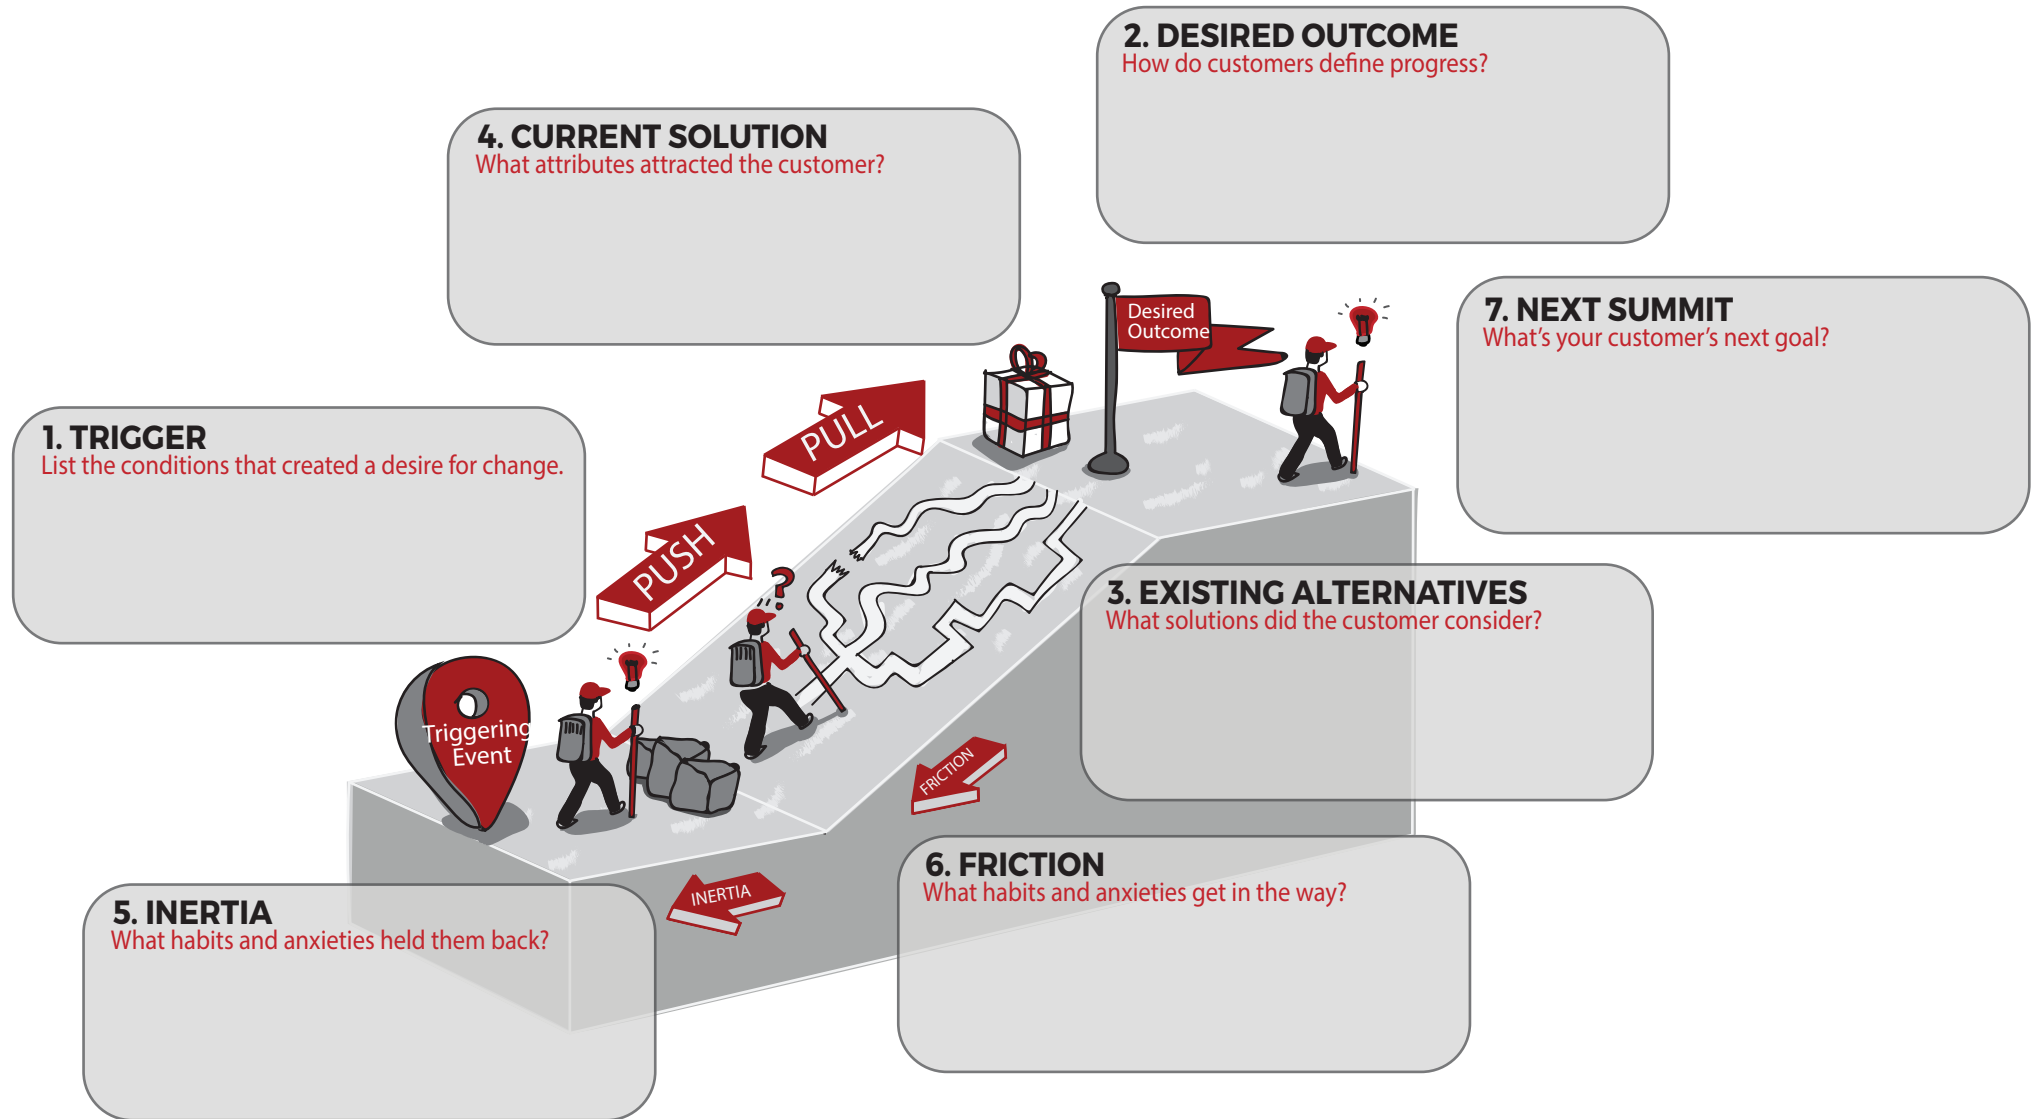 2. DESIRED OUTCOME
How do customers define progress?
4. CURRENT SOLUTION
What attributes attracted the customer?
7. NEXT SUMMIT
What's your customer's next goal?
Desired
Outcome
1. TRIGGER
List the conditions that created a desire for change.
PULL
PUSH
3. EXISTING ALTERNATIVES
What solutions did the customer consider?
Triggering
Event
FRICTION
6. FRICTION
What habits and anxieties get in the way?
INERTIA
5. INERTIA
What habits and anxieties held them back?